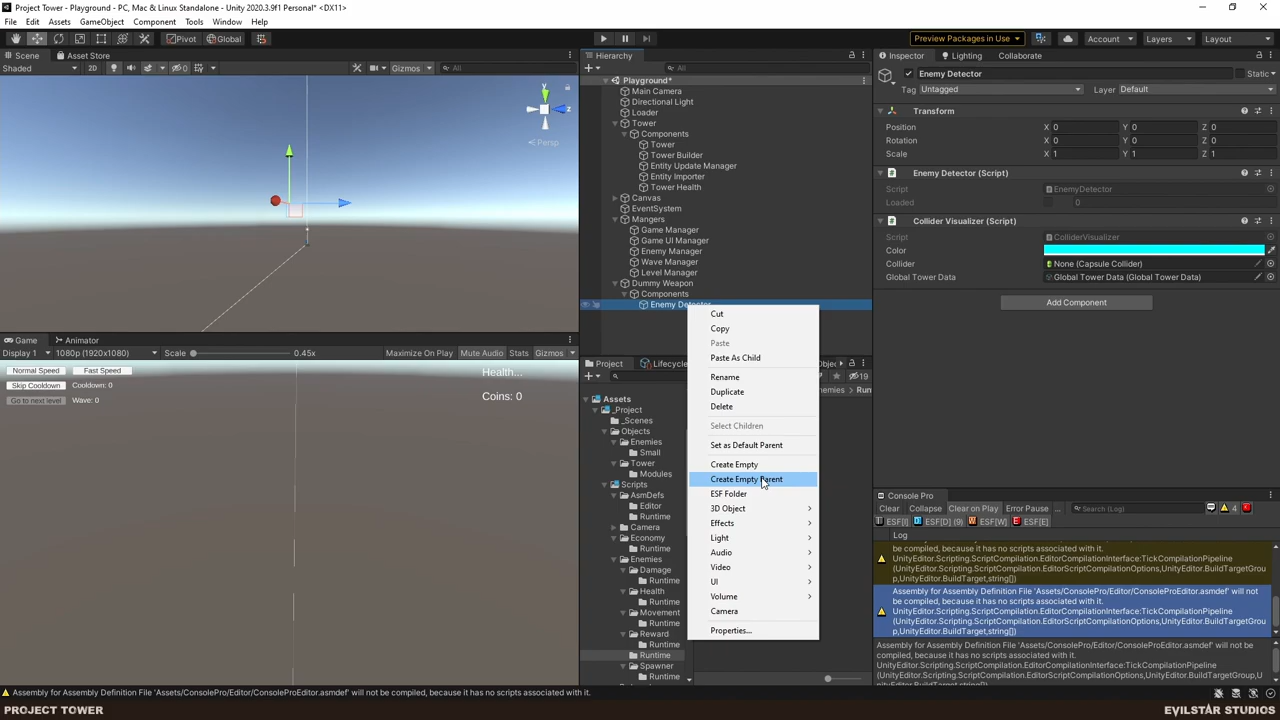 Project Tower - Playground - PC, Mac & Linux Standalone - Unity 2020.3.9f1 Personal* <DX11>
File Edit Assets GameObject Component Tools Window Help
Pivot Global
Preview Packages in Use
Account Layers Layout
Scene Asset Store
Shaded 2D 0 Gizmos All
y
z
Persp
Game Animator
Display 1 1080p (1920x1080) Scale 0.45x Maximize On Play Mute Audio Stats Gizmos
Normal Speed Fast Speed
Skip Cooldown Cooldown: 0
Go to next level Wave: 0
Health...
Coins: 0
Hierarchy
All
Playground*
Main Camera
Directional Light
Loader
Tower
Components
Tower
Tower Builder
Entity Update Manager
Entity Importer
Tower Health
Canvas
EventSystem
Mangers
Game Manager
Game UI Manager
Enemy Manager
Wave Manager
Level Manager
Dummy Weapon
Components
Enemy Detector
Cut
Copy
Paste
Paste As Child
Rename
Duplicate
Delete
Select Children
Set as Default Parent
Create Empty
Create Empty Parent
ESF Folder
3D Object
Effects
Light
Audio
Video
UI
Volume
Camera
Properties...
Project Lifecycle
19
Assets
_Project
_Scenes
Objects
Enemies
Small
Tower
Modules
Scripts
AsmDefs
Editor
Runtime
Camera
Economy
Runtime
Enemies
Damage
Runtime
Health
Runtime
Movement
Runtime
Reward
Runtime
Runtime
Spawner
Runtime
Inspector Lighting Collaborate
Enemy Detector Static
Tag Untagged Layer Default
Transform
Position X 0 Y 0 Z 0
Rotation X 0 Y 0 Z 0
Scale X 1 Y 1 Z 1
Enemy Detector (Script)
Script EnemyDetector
Loaded 0
Collider Visualizer (Script)
Script ColliderVisualizer
Color
Collider None (Capsule Collider)
Global Tower Data Global Tower Data (Global Tower Data)
Add Component
Console Pro
Clear Collapse Clear on Play Error Pause ... Search (Log) 4
ESF[I] ESF[D] (9) ESF[W] ESF[E]
Log
be compiled, because it has no scripts associated with it.
UnityEditor.Scripting.ScriptCompilation.EditorCompilationInterface:TickCompilationPipeline
(UnityEditor.Scripting.ScriptCompilation.EditorScriptCompilationOptions,UnityEditor.BuildTargetGrou
p,UnityEditor.BuildTarget,string[])
Assembly for Assembly Definition File 'Assets/ConsolePro/Editor/ConsoleProEditor.asmdef' will not
be compiled, because it has no scripts associated with it.
UnityEditor.Scripting.ScriptCompilation.EditorCompilationInterface:TickCompilationPipeline
(UnityEditor.Scripting.ScriptCompilation.EditorScriptCompilationOptions,UnityEditor.BuildTargetGrou
p,UnityEditor.BuildTarget,string[])
Assembly for Assembly Definition File 'Assets/ConsolePro/Editor/ConsoleProEditor.asmdef' will not
be compiled, because it has no scripts associated with it.
UnityEditor.Scripting.ScriptCompilation.EditorCompilationInterface:TickCompilationPipeline
(UnityEditor.Scripting.ScriptCompilation.EditorScriptCompilationOptions,UnityEditor.BuildTargetGro
Assembly for Assembly Definition File 'Assets/ConsolePro/Editor/ConsoleProEditor.asmdef' will not be compiled, because it has no scripts associated with it.
PROJECT TOWER
EVILSTAR STUDIOS